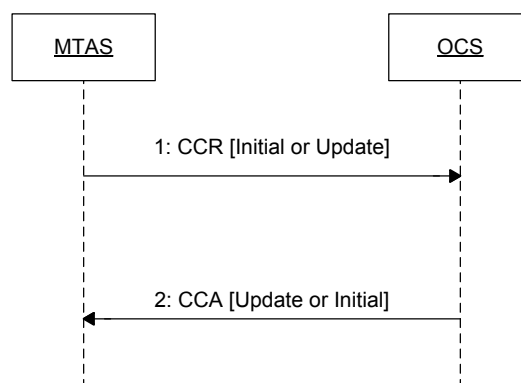 MTAS
OCS
1: CCR [Initial or Update]
2: CCA [Update or Initial]